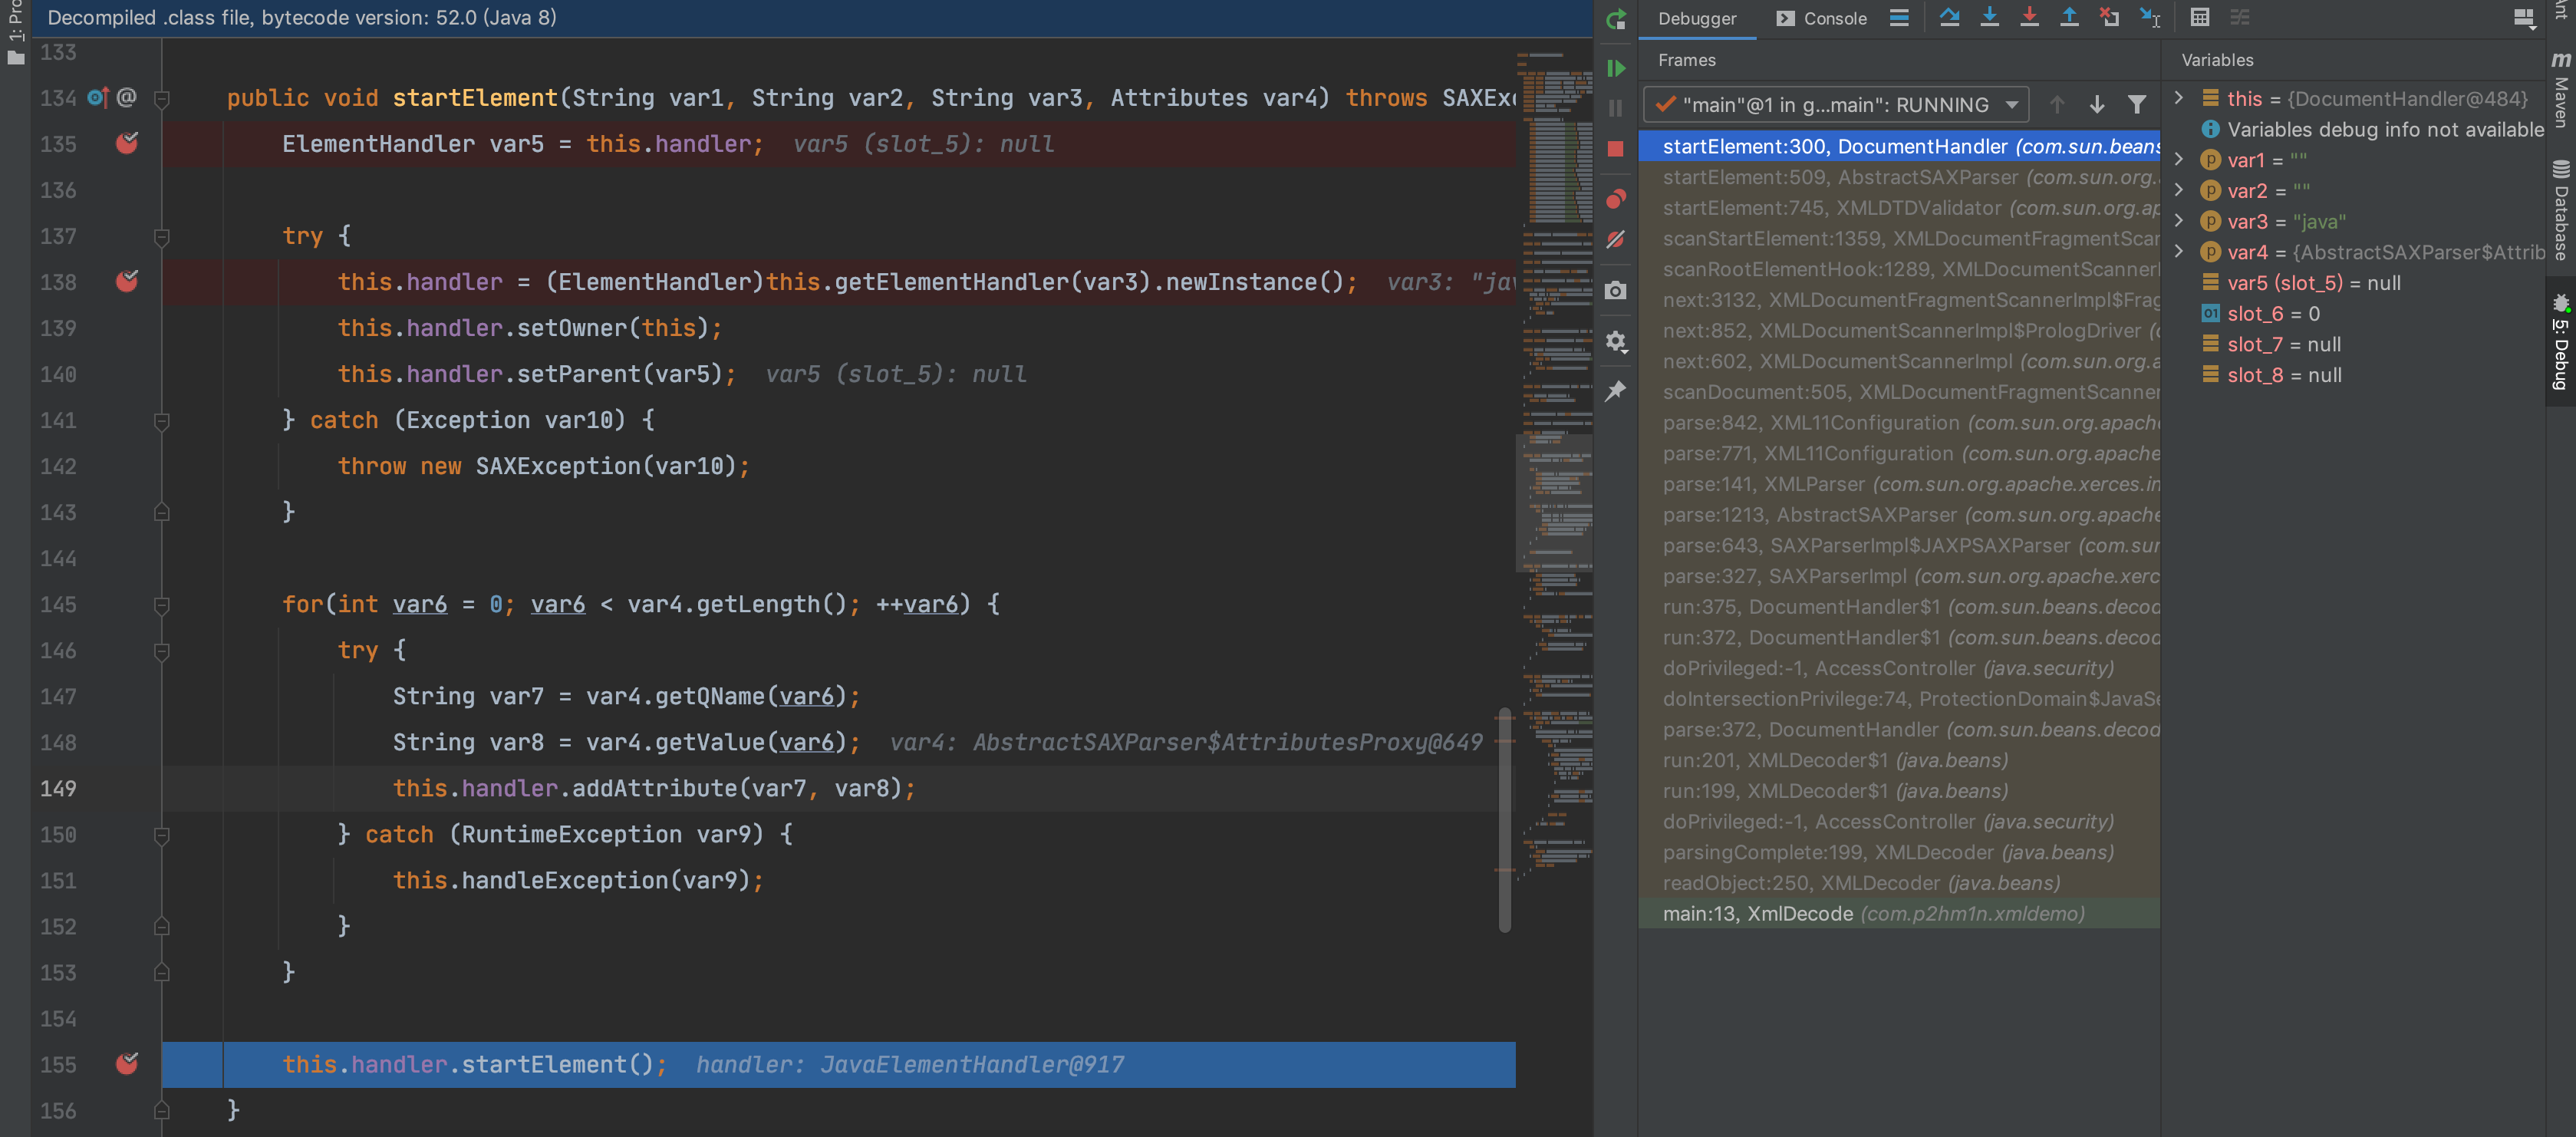 Decompiled .class file, bytecode version: 52.0 (Java 8)
1: Pro
133
134 @ public void startElement(String var1, String var2, String var3, Attributes var4) throws SAXExc
135 ElementHandler var5 = this.handler; var5 (slot_5): null
136
137 try {
138 this.handler = (ElementHandler)this.getElementHandler(var3).newInstance(); var3: "jav
139 this.handler.setOwner(this);
140 this.handler.setParent(var5); var5 (slot_5): null
141 } catch (Exception var10) {
142 throw new SAXException(var10);
143 }
144
145 for(int var6 = 0; var6 < var4.getLength(); ++var6) {
146 try {
147 String var7 = var4.getQName(var6);
148 String var8 = var4.getValue(var6); var4: AbstractSAXParser$AttributesProxy@649
149 this.handler.addAttribute(var7, var8);
150 } catch (RuntimeException var9) {
151 this.handleException(var9);
152 }
153 }
154
155 this.handler.startElement(); handler: JavaElementHandler@917
156 }
Debugger Console
Frames
"main"@1 in g...main": RUNNING
startElement:300, DocumentHandler (com.sun.beans
startElement:509, AbstractSAXParser (com.sun.org.
startElement:745, XMLDTDValidator (com.sun.org.ap
scanStartElement:1359, XMLDocumentFragmentScar
scanRootElementHook:1289, XMLDocumentScannerI
next:3132, XMLDocumentFragmentScannerImpl$Frag
next:852, XMLDocumentScannerImpl$PrologDriver (
next:602, XMLDocumentScannerImpl (com.sun.org.a
scanDocument:505, XMLDocumentFragmentScanner
parse:842, XML11Configuration (com.sun.org.apach
parse:771, XML11Configuration (com.sun.org.apache
parse:141, XMLParser (com.sun.org.apache.xerces.in
parse:1213, AbstractSAXParser (com.sun.org.apache
parse:643, SAXParserImpl$JAXPSAXParser (com.sur
parse:327, SAXParserImpl (com.sun.org.apache.xerc
run:375, DocumentHandler$1 (com.sun.beans.decod
run:372, DocumentHandler$1 (com.sun.beans.decod
doPrivileged:-1, AccessController (java.security)
doIntersectionPrivilege:74, ProtectionDomain$JavaSe
parse:372, DocumentHandler (com.sun.beans.decod
run:201, XMLDecoder$1 (java.beans)
run:199, XMLDecoder$1 (java.beans)
doPrivileged:-1, AccessController (java.security)
parsingComplete:199, XMLDecoder (java.beans)
readObject:250, XMLDecoder (java.beans)
main:13, XmlDecode (com.p2hm1n.xmldemo)
Variables
this = {DocumentHandler@484}
Variables debug info not available
var1 = ""
var2 = ""
var3 = "java"
var4 = {AbstractSAXParser$Attrib
var5 (slot_5) = null
01 slot_6 = 0
slot_7 = null
slot_8 = null
Ant
m Maven
Database
5: Debug